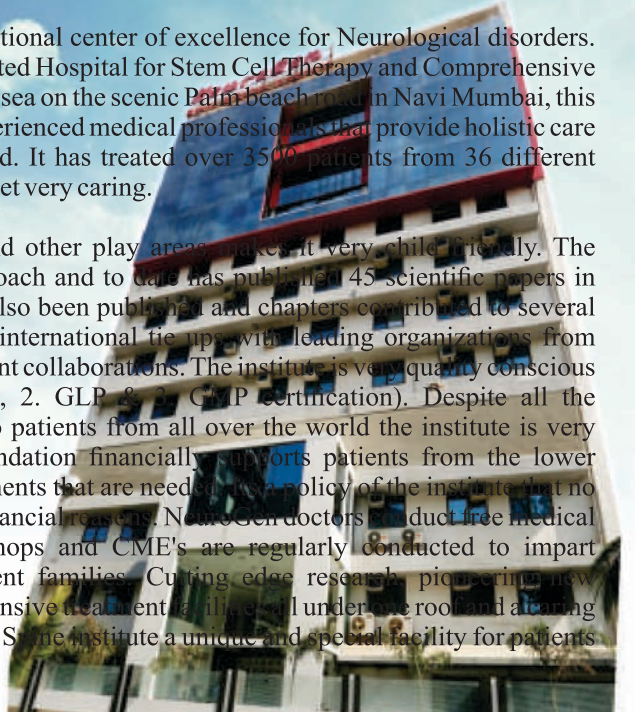 tional center of excellence for Neurological disorders.
ted Hospital for Stem Cell Therapy and Comprehensive
sea on the scenic Palm beach road in Navi Mumbai, this
erienced medical professionals that provide holistic care
d. It has treated over 3500 patients from 36 different
et very caring.
d other play areas makes it very child friendly. The
oach and to date has published 45 scientific papers in
lso been published and chapters contributed to several
international tie ups with leading organizations from
nt collaborations. The institute is very quality conscious
, 2. GLP & 3. GMP certification). Despite all the
o patients from all over the world the institute is very
ndation financially supports patients from the lower
ments that are needed. Its a policy of the institute that no
nancial reasons. NeuroGen doctors conduct free medical
hops and CME's are regularly conducted to impart
ent families. Cutting edge research, pioneering new
ensive treatment facilities all under one roof and a caring
Spine institute a unique and special facility for patients